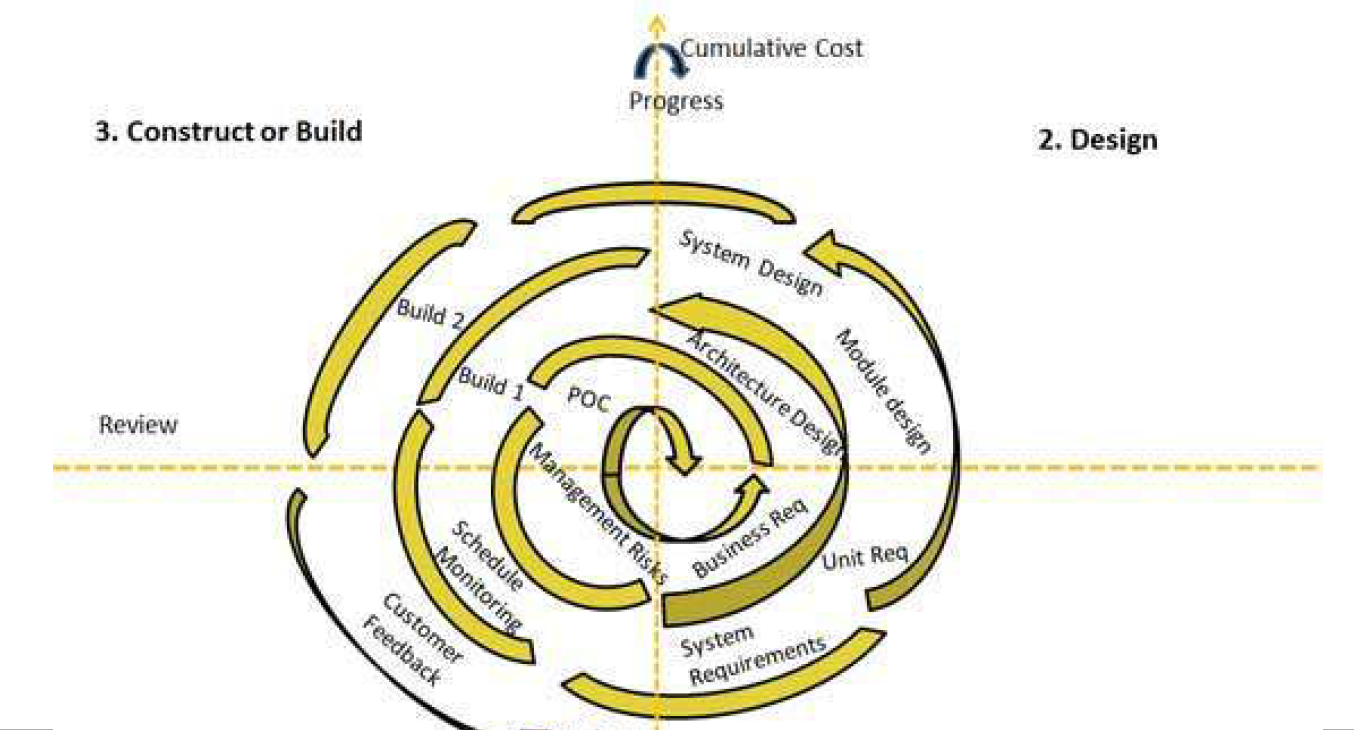 Cumulative Cost
Progress
3. Construct or Build
2. Design
System Design
Build 2
Module design
Architecture Design
Build 1
POC
Review
Management Risks
Business Req
Schedule
Monitoring
Unit Req
Customer
Feedback
System
Requirements